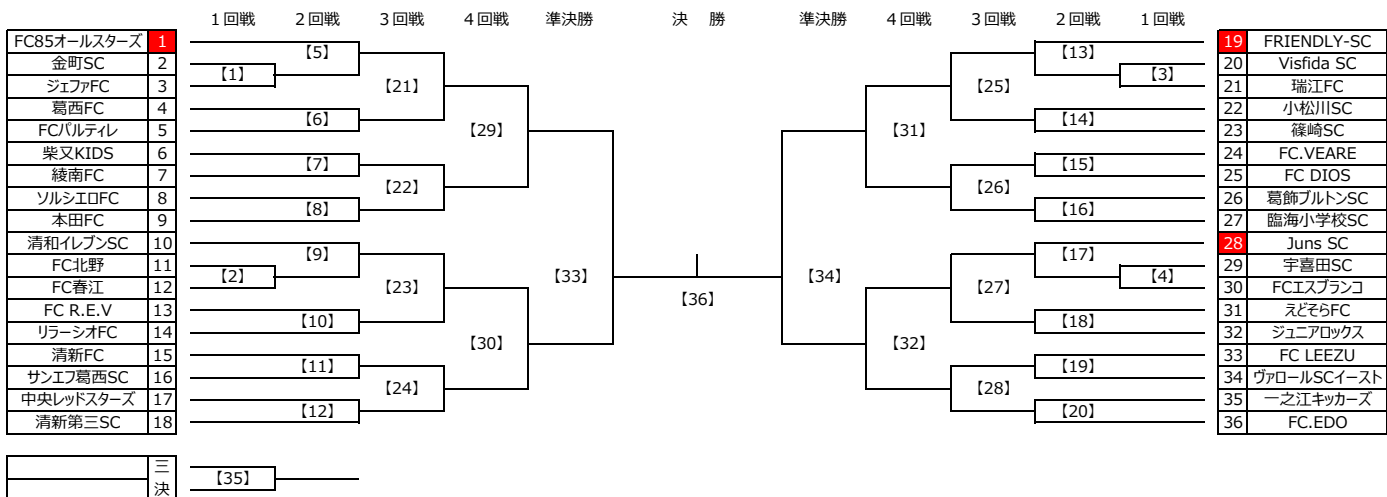 1回戦 2回戦 3回戦 4回戦 準決勝 決 勝 準決勝 4回戦 3回戦 2回戦 1回戦
FC85オールスターズ 1 【5】 【13】 19 FRIENDLY-SC
金町SC 2 【1】 【3】 20 Visfida SC
ジェファFC 3 【21】 【25】 21 瑞江FC
葛西FC 4 【6】 【14】 22 小松川SC
FCパルティレ 5 【29】 【31】 23 篠崎SC
柴又KIDS 6 【7】 【15】 24 FC.VEARE
綾南FC 7 【22】 【26】 25 FC DIOS
ソルシエロFC 8 【8】 【16】 26 葛飾ブルトンSC
本田FC 9 27 臨海小学校SC
清和イレブンSC 10 【9】 【17】 28 Juns SC
FC北野 11 【2】 【33】 【34】 【4】 29 宇喜田SC
FC春江 12 【23】 【36】 【27】 30 FCエスブランコ
FC R.E.V 13 【10】 【18】 31 えどそらFC
リラーシオFC 14 【30】 【32】 32 ジュニアロックス
清新FC 15 【11】 【19】 33 FC LEEZU
サンエフ葛西SC 16 【24】 【28】 34 ヴァロールSCイースト
中央レッドスターズ 17 【12】 【20】 35 一之江キッカーズ
清新第三SC 18 36 FC.EDO
三決 【35】